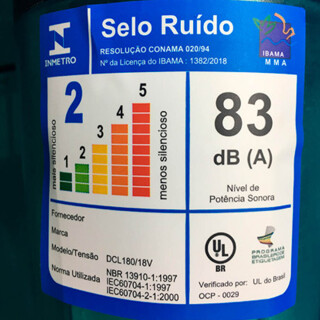 INMETRO
Selo Ruído
RESOLUÇÃO CONAMA 020/94
Nº da Licença do IBAMA : 1382/2018
IBAMA
MMA
2
mais silencioso
1 2 3 4 5
menos silencioso
83
dB (A)
Nível de
Potência Sonora
Fornecedor
Marca
Modelo/Tensão DCL180/18V
Norma Utilizada NBR 13910-1:1997
IEC60704-1:1997
IEC60704-2-1:2000
UL
BR
PROGRAMA
BRASILEIRO DE
ETIQUETAGEM
Verificado por: UL do Brasil
OCP - 0029